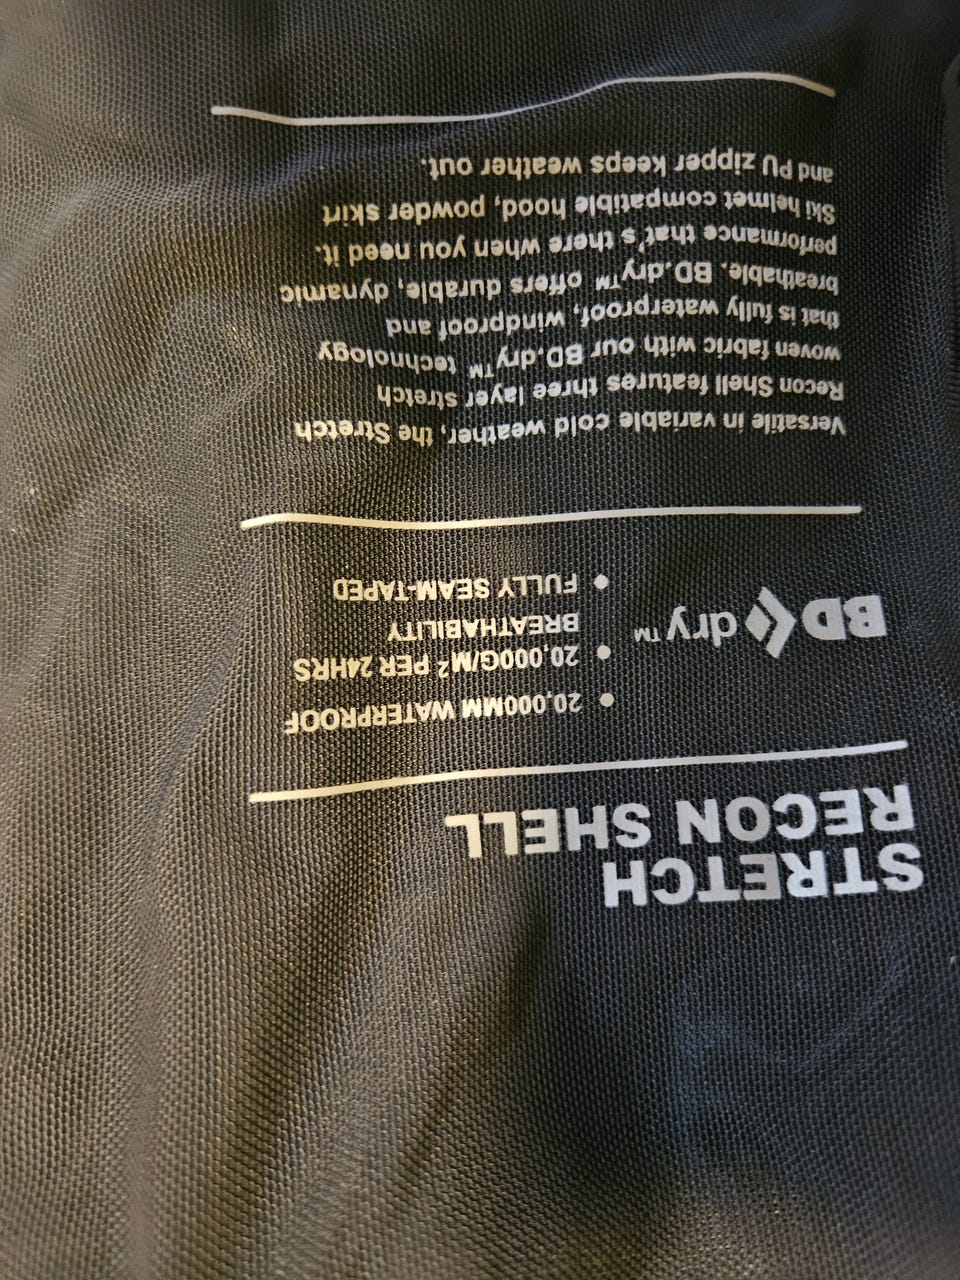 STRETCH
RECON SHELL
BD dry™
• 20,000MM WATERPROOF
• 20,000G/M² PER 24HRS
BREATHABILITY
• FULLY SEAM-TAPED
Versatile in variable cold weather, the Stretch
Recon Shell features three layer stretch
woven fabric with our BD.dry™ technology
that is fully waterproof, windproof and
breathable. BD.dry™ offers durable, dynamic
performance that's there when you need it.
Ski helmet compatible hood, powder skirt
and PU zipper keeps weather out.